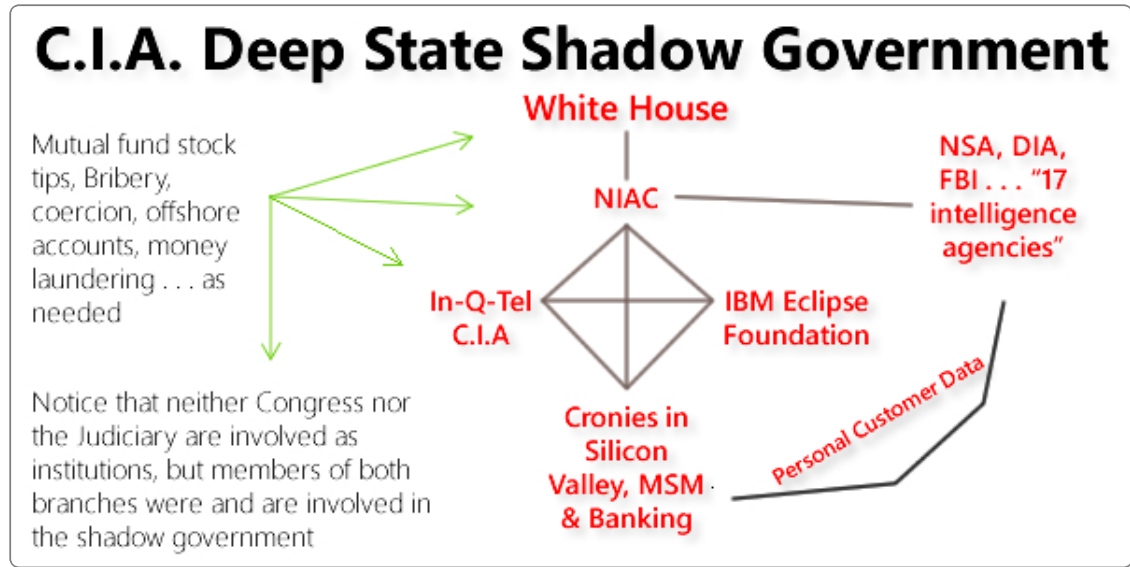 C.I.A. Deep State Shadow Government
Mutual fund stock
tips, Bribery,
coercion, offshore
accounts, money
laundering . . . as
needed
White House
NIAC
NSA, DIA,
FBI . . . “17
intelligence
agencies”
In-Q-Tel
C.I.A
IBM Eclipse
Foundation
Cronies in
Silicon
Valley, MSM
& Banking
Personal Customer Data
Notice that neither Congress nor
the Judiciary are involved as
institutions, but members of both
branches were and are involved in
the shadow government